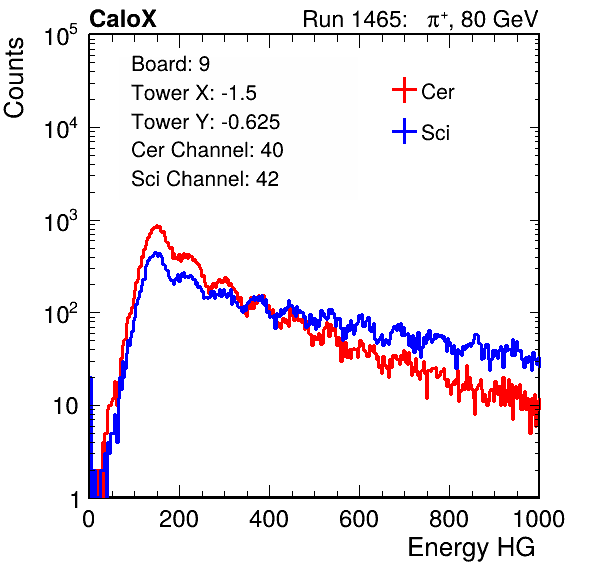 CaloX Run 1465: π⁺, 80 GeV
Board: 9
Tower X: -1.5
Tower Y: -0.625
Cer Channel: 40
Sci Channel: 42
Cer
Sci
Counts
10⁵
10⁴
10³
10²
10
1
0 200 400 600 800 1000
Energy HG